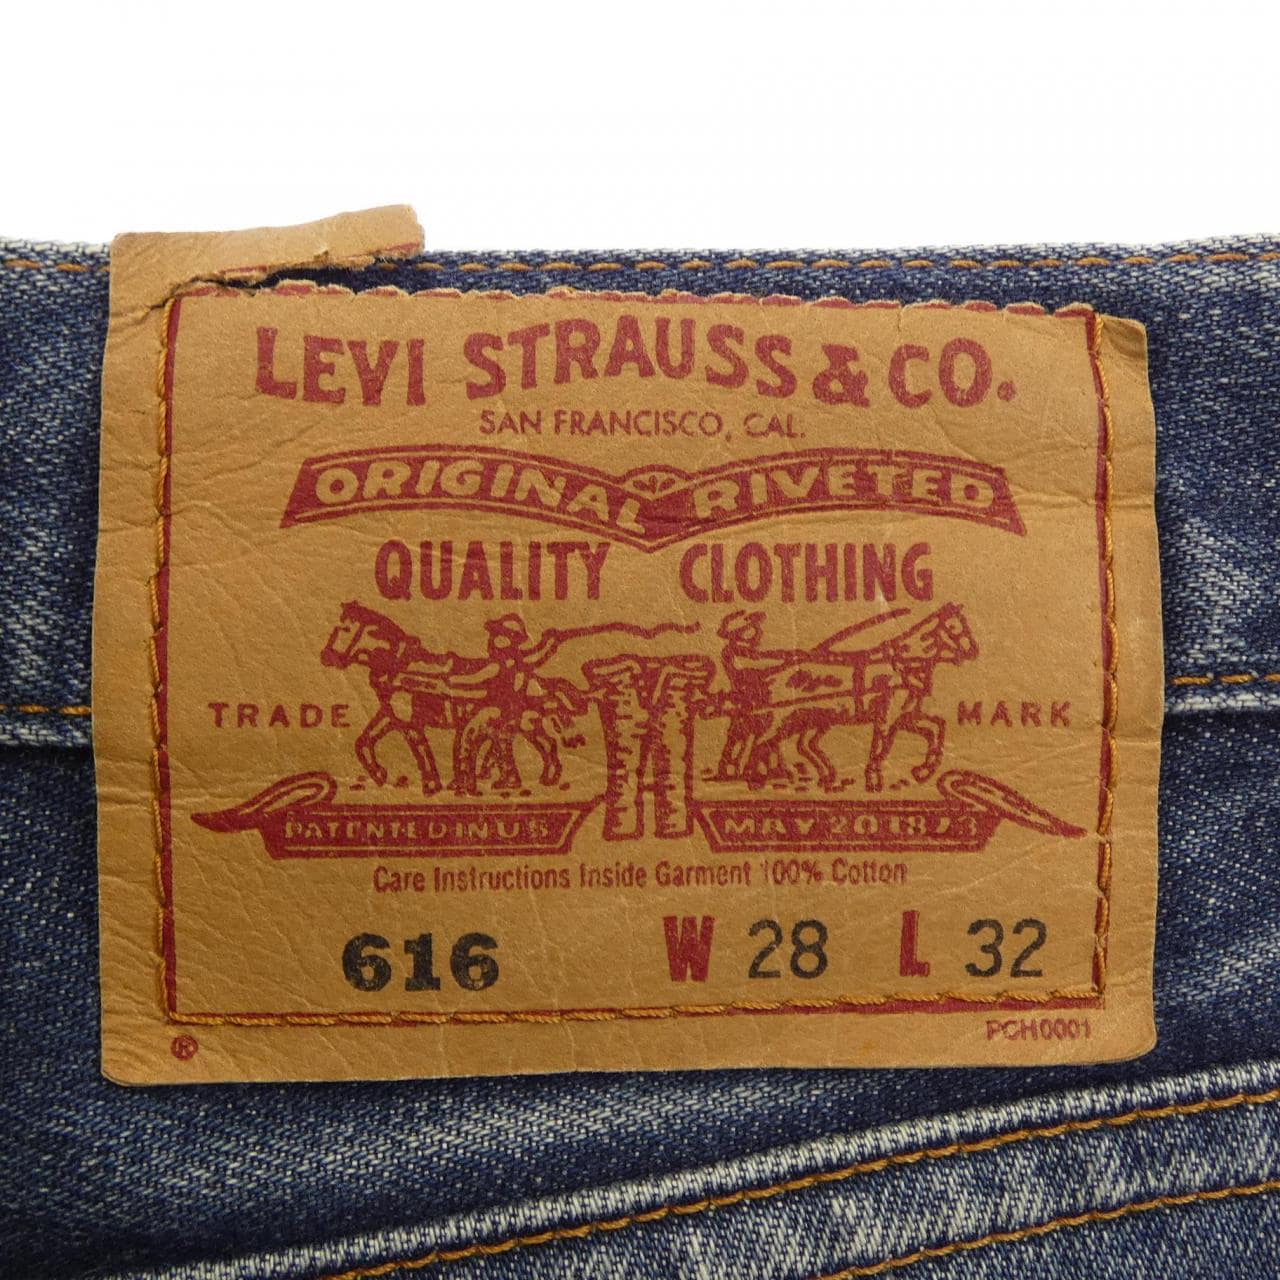 LEVI STRAUSS & CO.
SAN FRANCISCO, CAL.
ORIGINAL RIVETED
QUALITY CLOTHING
TRADE MARK
PATENTED IN U S MAY 20 1873
Care Instructions Inside Garment 100% Cotton
616 W 28 L 32
® PCH0001